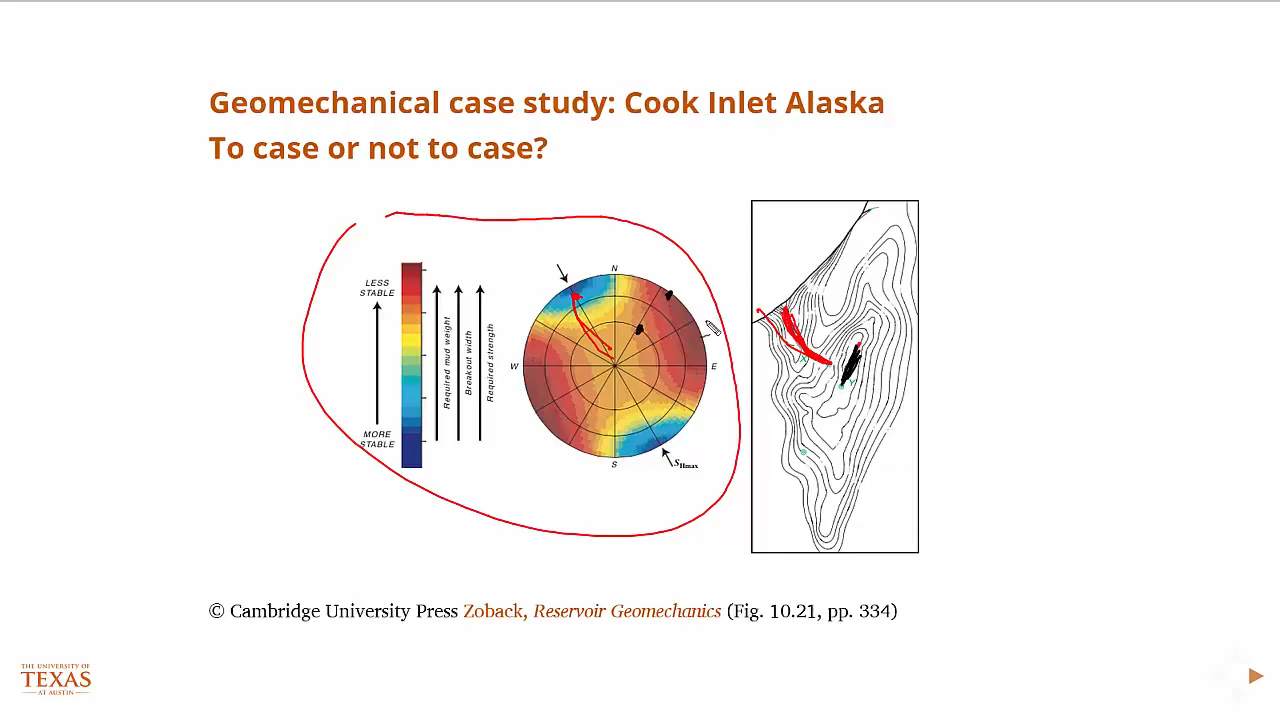 Geomechanical case study: Cook Inlet Alaska
To case or not to case?
LESS
STABLE
MORE
STABLE
Required mud weight
Breakout width
Required strength
N
W
E
S
SHmax
X
Y
© Cambridge University Press Zoback, Reservoir Geomechanics (Fig. 10.21, pp. 334)
THE UNIVERSITY OF
TEXAS
AT AUSTIN